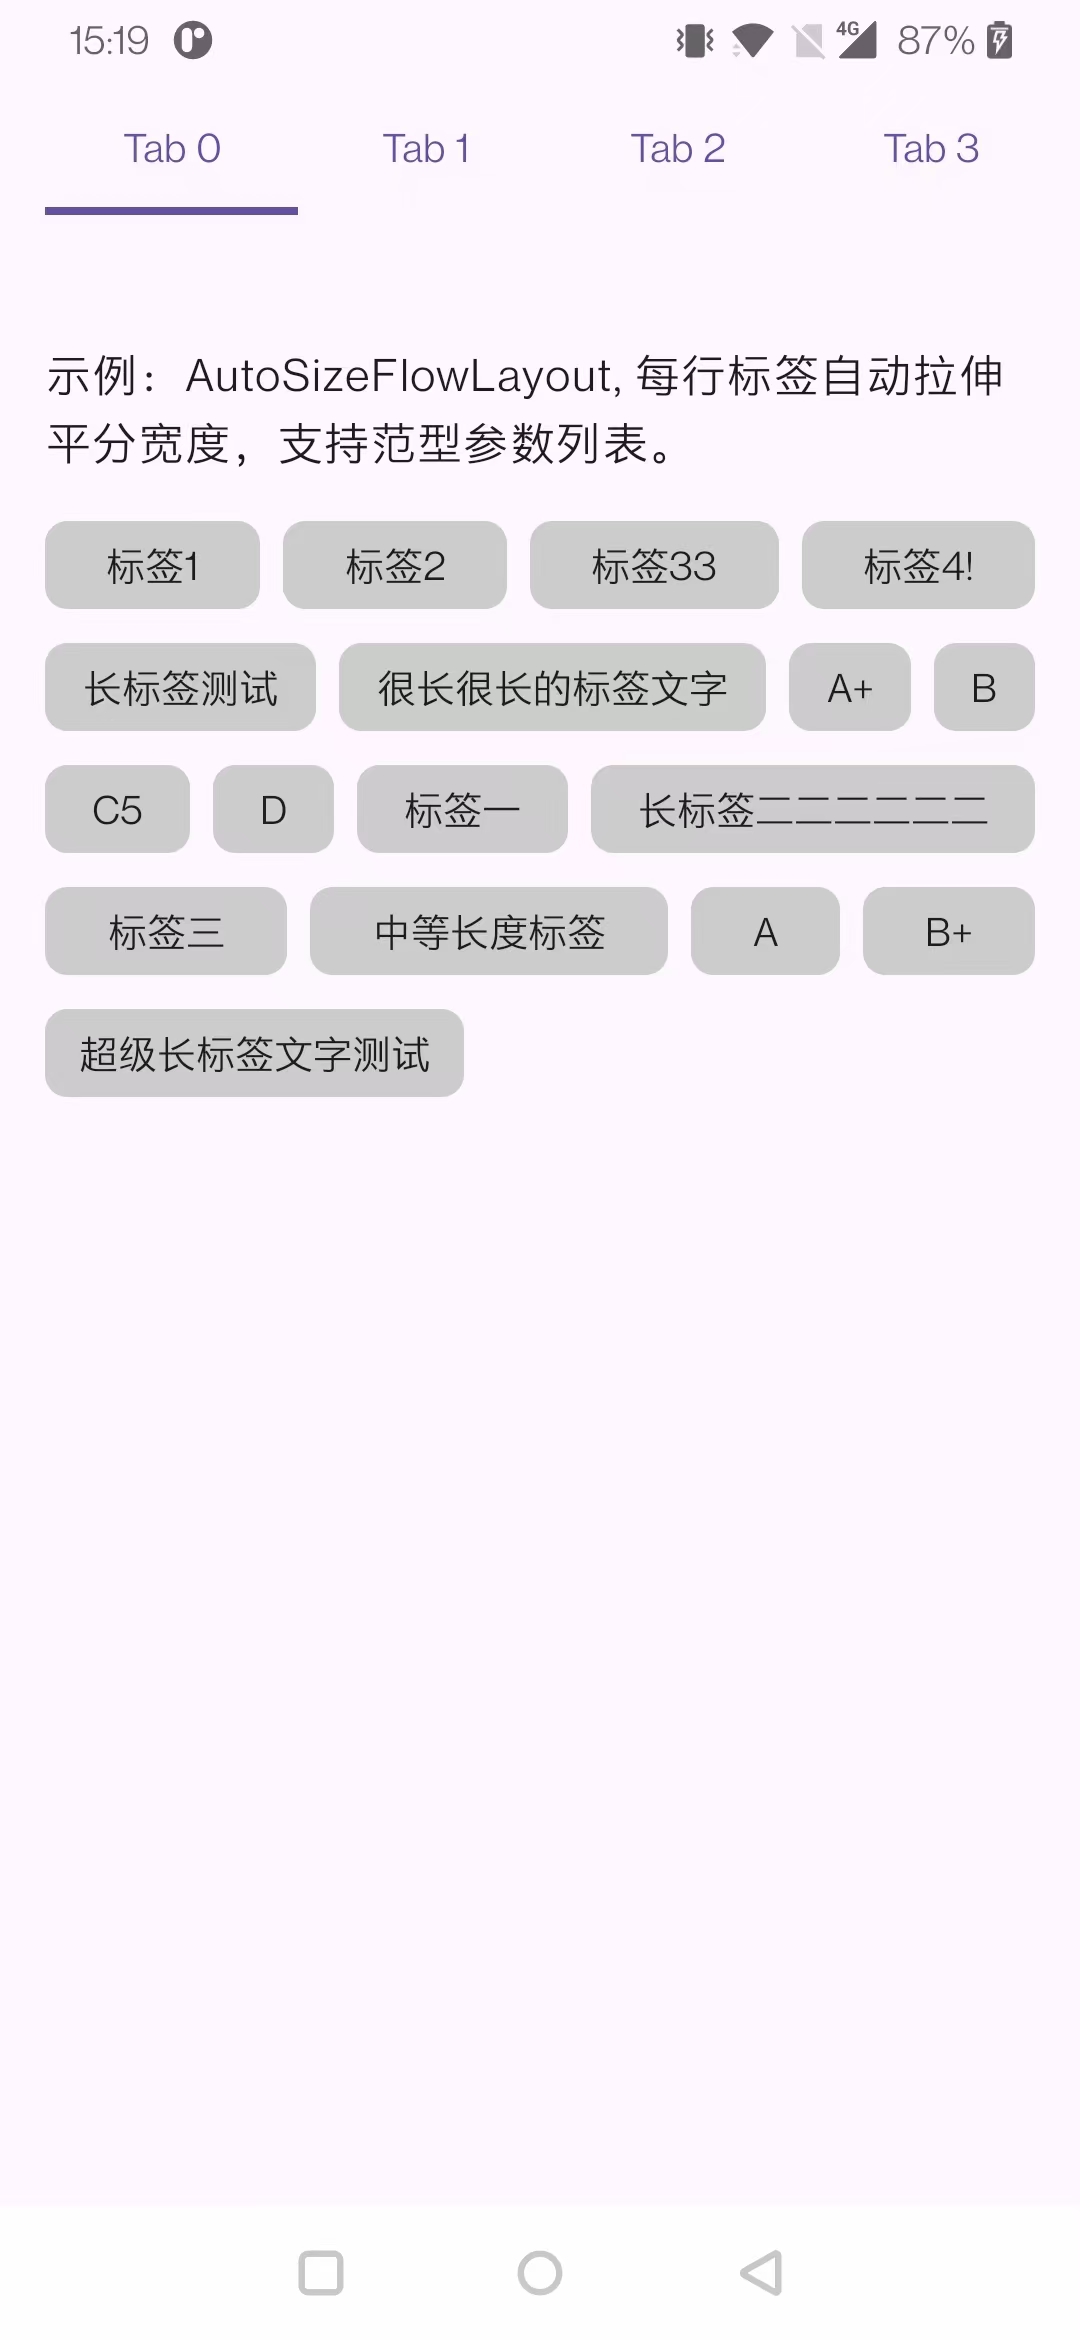 15:19 4G 87%
Tab 0 Tab 1 Tab 2 Tab 3
示例：AutoSizeFlowLayout, 每行标签自动拉伸
平分宽度，支持范型参数列表。
标签1 标签2 标签33 标签4!
长标签测试 很长很长的标签文字 A+ B
C5 D 标签一 长标签二二二二二二
标签三 中等长度标签 A B+
超级长标签文字测试